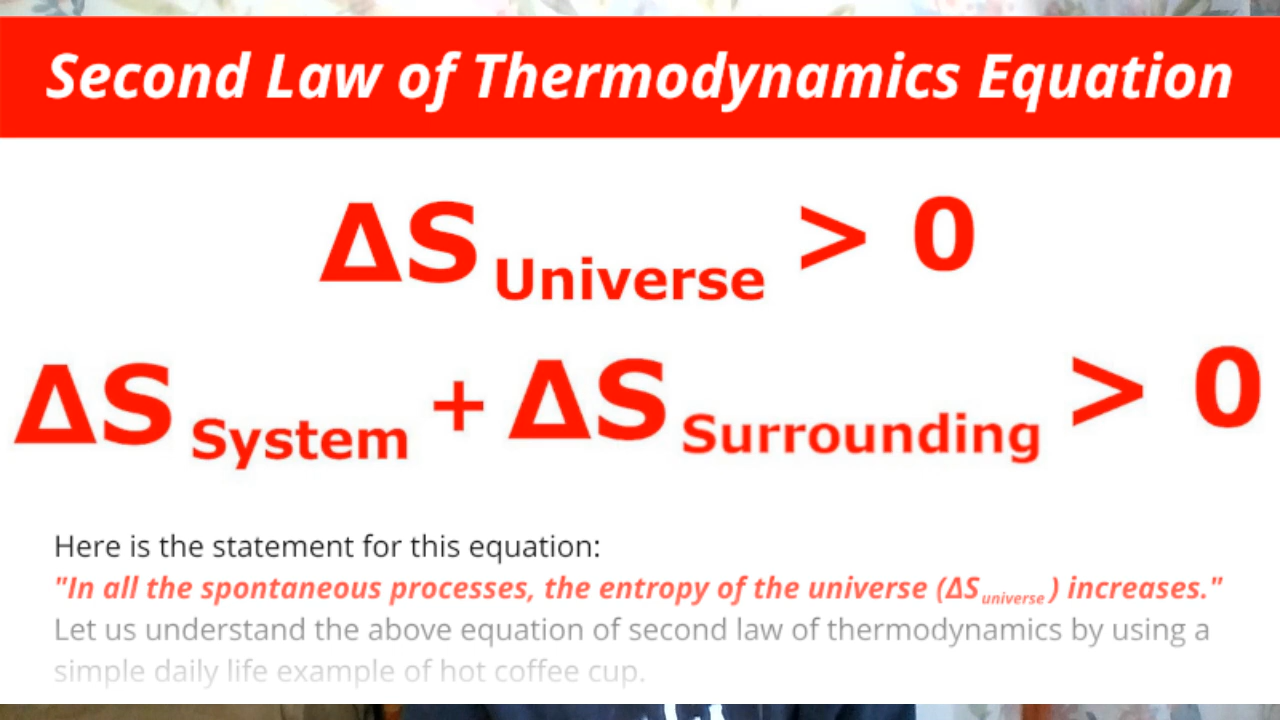 Second Law of Thermodynamics Equation
ΔS Universe > 0
ΔS System + ΔS Surrounding > 0
Here is the statement for this equation:
"In all the spontaneous processes, the entropy of the universe (ΔS universe ) increases."
Let us understand the above equation of second law of thermodynamics by using a
simple daily life example of hot coffee cup.